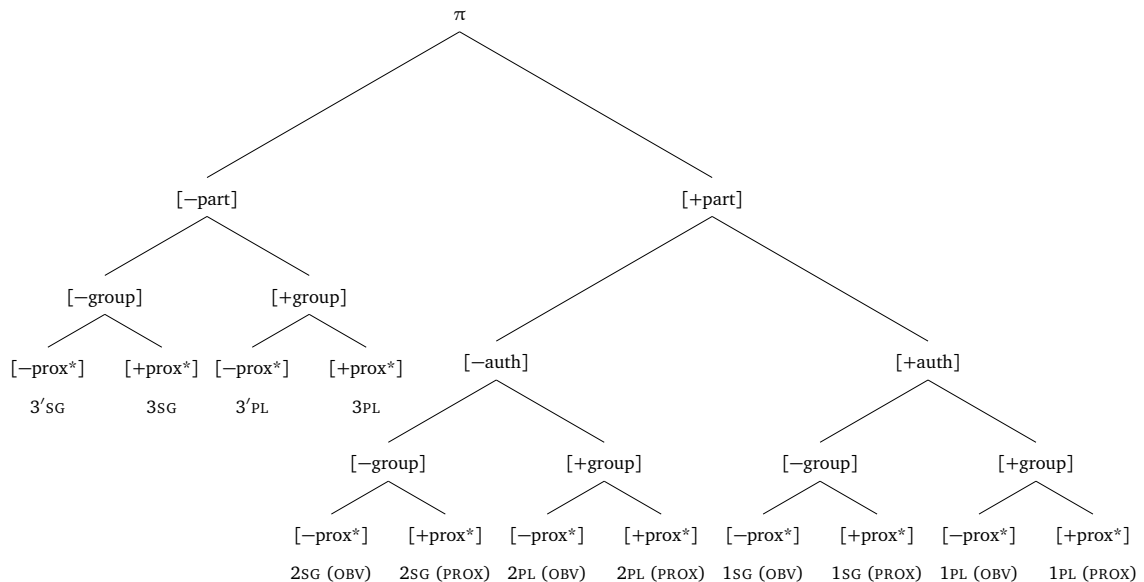 π
[−part] [+part]
[−group] [+group]
[−prox*] [+prox*] [−prox*] [+prox*] [−auth] [+auth]
3′SG 3SG 3′PL 3PL
[−group] [+group] [−group] [+group]
[−prox*] [+prox*] [−prox*] [+prox*] [−prox*] [+prox*] [−prox*] [+prox*]
2SG (OBV) 2SG (PROX) 2PL (OBV) 2PL (PROX) 1SG (OBV) 1SG (PROX) 1PL (OBV) 1PL (PROX)